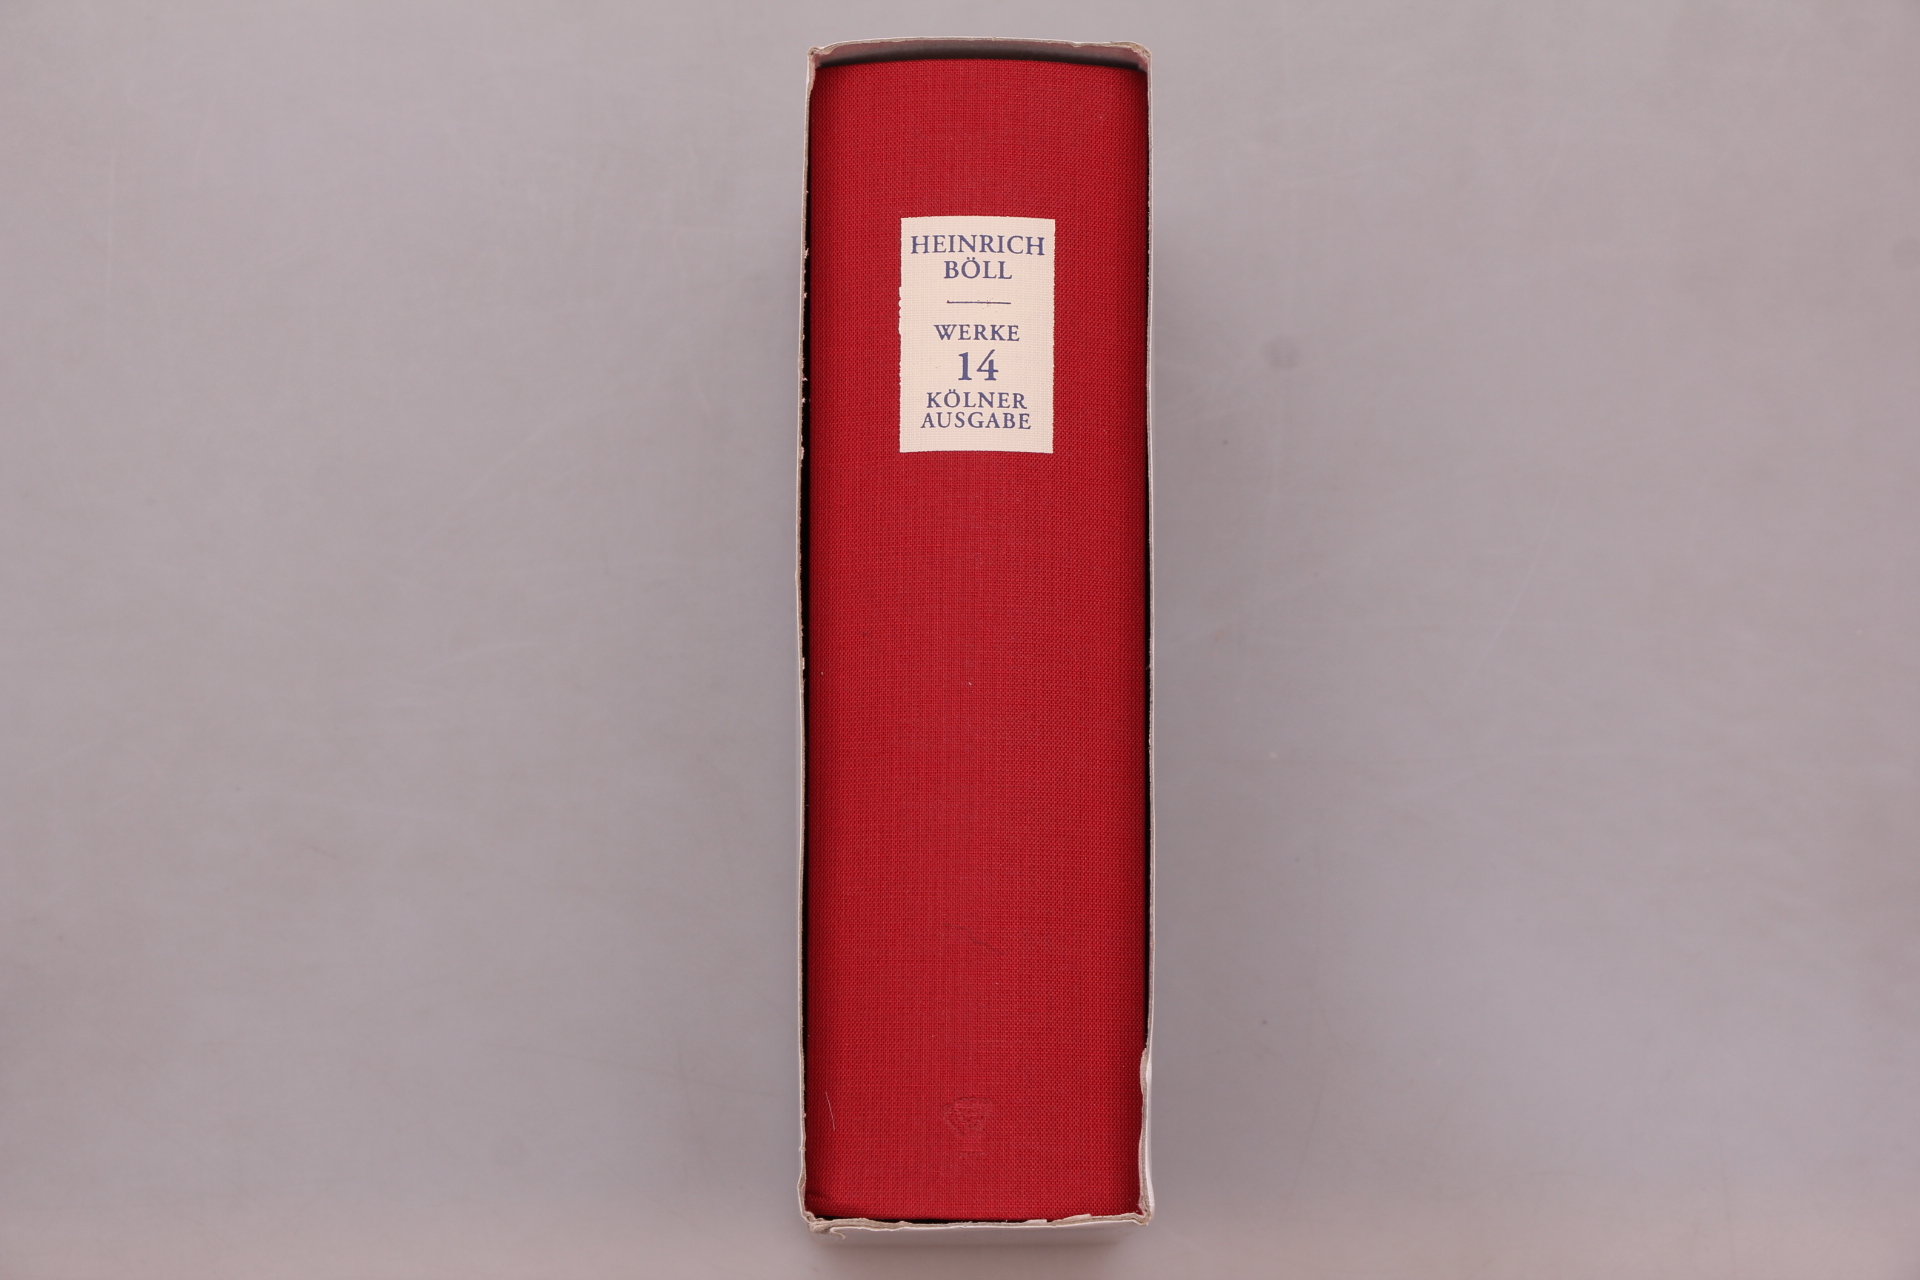 HEINRICH
BÖLL
WERKE
14
KÖLNER
AUSGABE